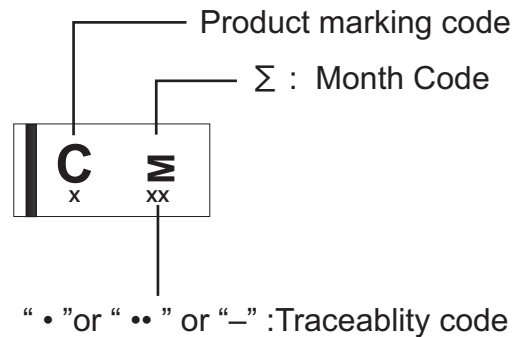 Product marking code
∑ : Month Code
C M
x xx
“ • ”or “ •• ” or “–” :Traceablity code